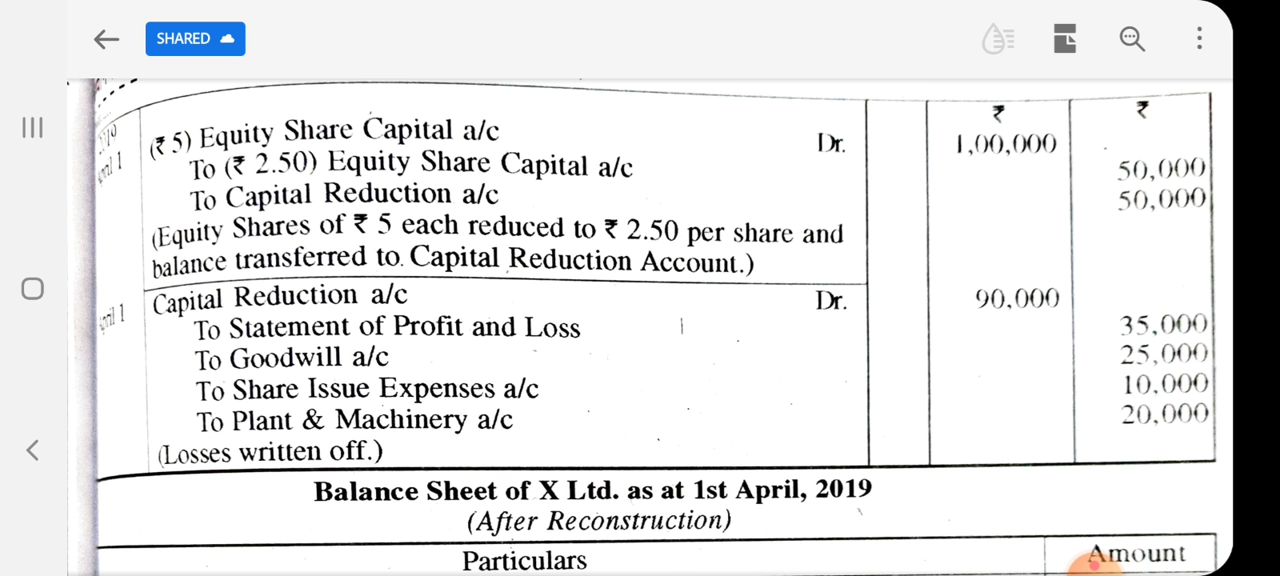 SHARED
₹ ₹
(₹ 5) Equity Share Capital a/c Dr. 1,00,000
To (₹ 2.50) Equity Share Capital a/c 50,000
To Capital Reduction a/c 50,000
(Equity Shares of ₹ 5 each reduced to ₹ 2.50 per share and
balance transferred to Capital Reduction Account.)
Capital Reduction a/c Dr. 90,000
To Statement of Profit and Loss 35,000
To Goodwill a/c 25,000
To Share Issue Expenses a/c 10,000
To Plant & Machinery a/c 20,000
(Losses written off.)
Balance Sheet of X Ltd. as at 1st April, 2019
(After Reconstruction)
Particulars Amount